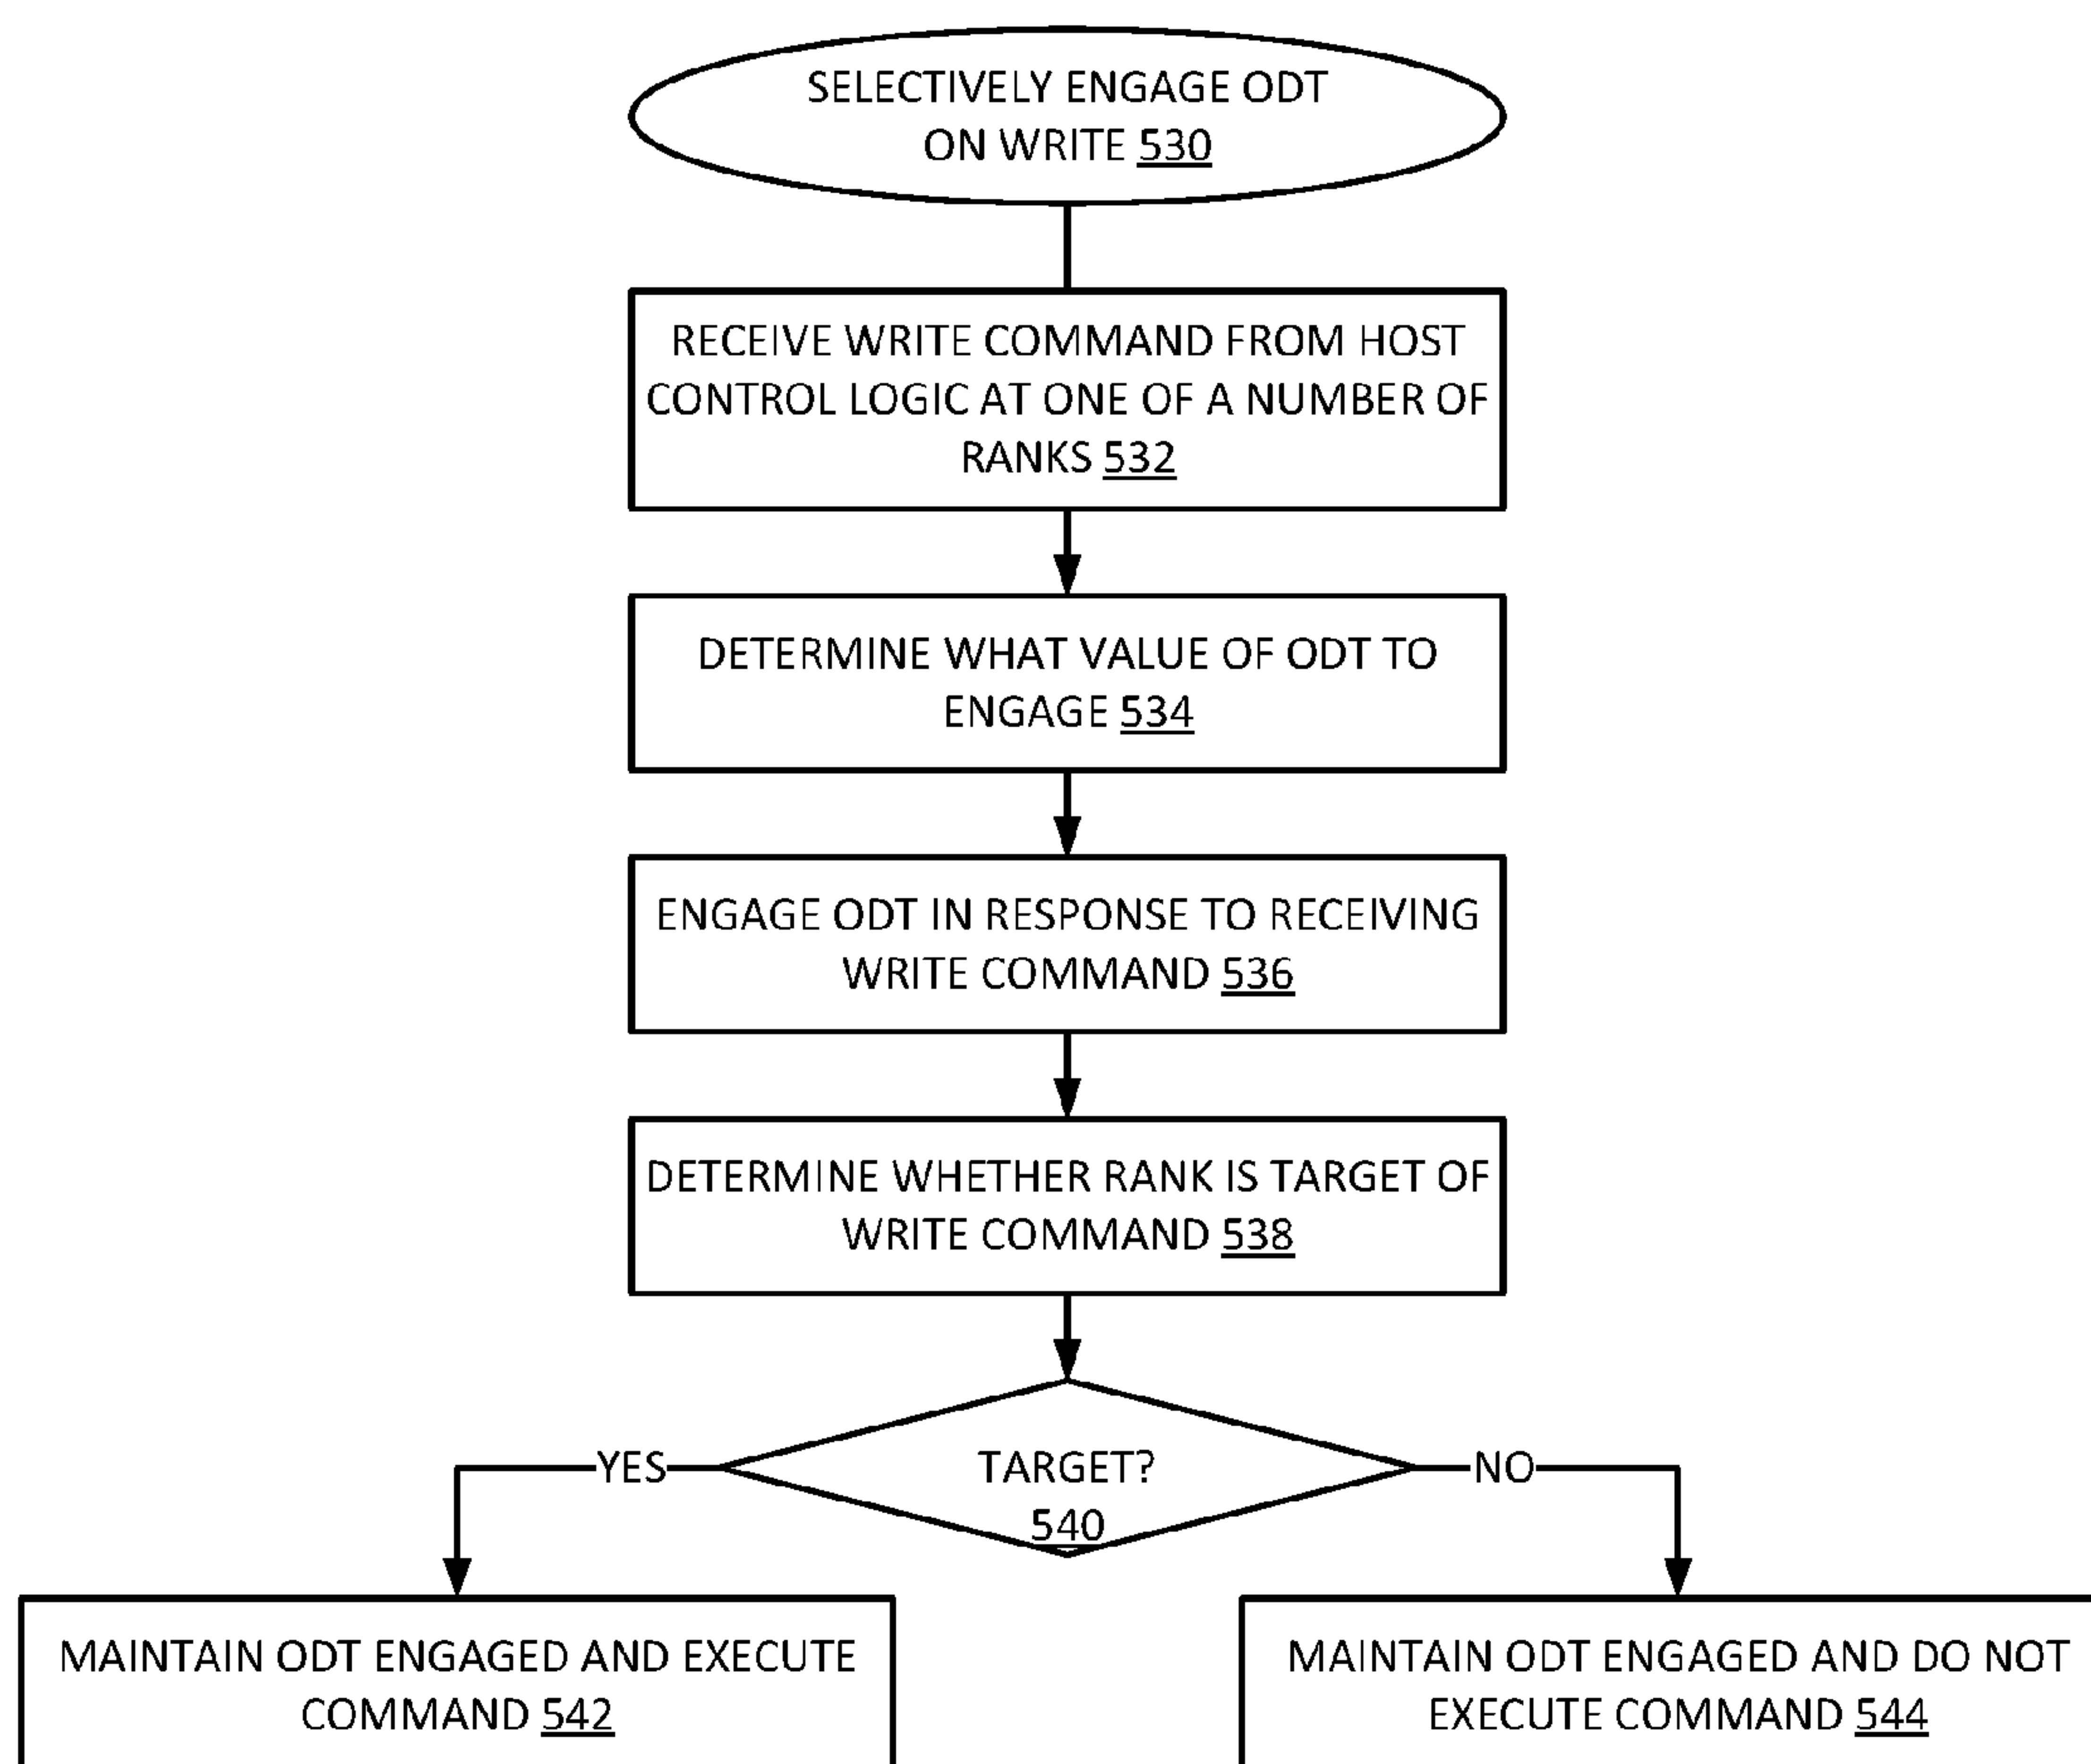 SELECTIVELY ENGAGE ODT
ON WRITE 530
RECEIVE WRITE COMMAND FROM HOST
CONTROL LOGIC AT ONE OF A NUMBER OF
RANKS 532
DETERMINE WHAT VALUE OF ODT TO
ENGAGE 534
ENGAGE ODT IN RESPONSE TO RECEIVING
WRITE COMMAND 536
DETERMINE WHETHER RANK IS TARGET OF
WRITE COMMAND 538
YES
TARGET?
540
NO
MAINTAIN ODT ENGAGED AND EXECUTE
COMMAND 542
MAINTAIN ODT ENGAGED AND DO NOT
EXECUTE COMMAND 544